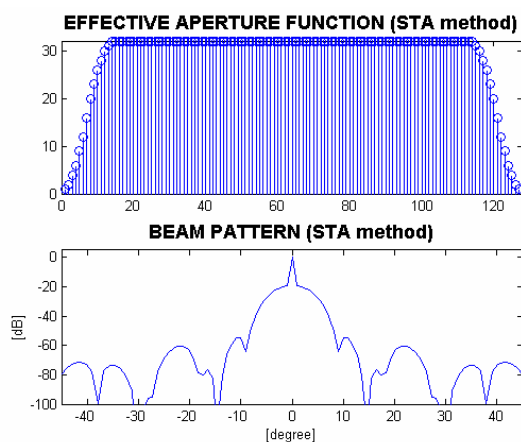 EFFECTIVE APERTURE FUNCTION (STA method)
30
20
10
0
0 20 40 60 80 100 120
BEAM PATTERN (STA method)
0
-20
-40
-60
-80
-100
[dB]
-40 -30 -20 -10 0 10 20 30 40
[degree]